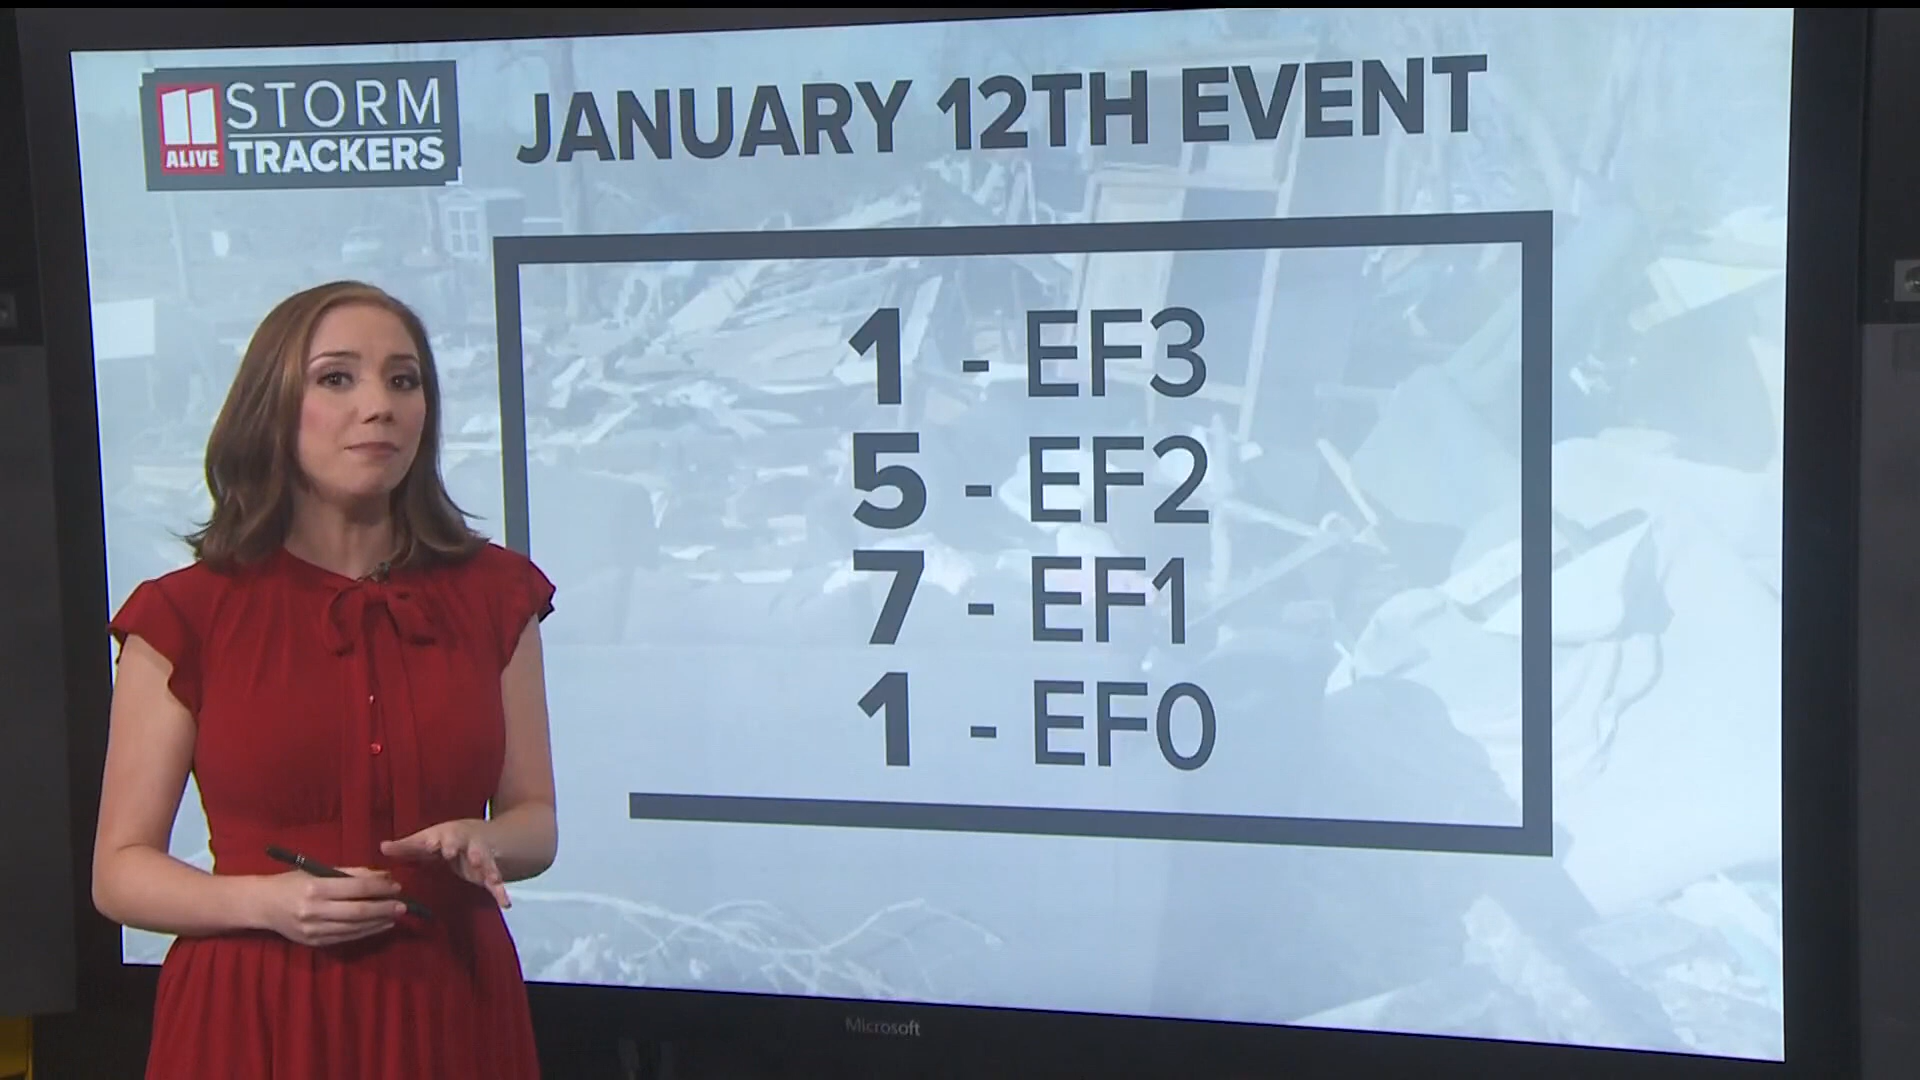 11 ALIVE
STORM
TRACKERS
JANUARY 12TH EVENT
1 - EF3
5 - EF2
7 - EF1
1 - EF0
Microsoft